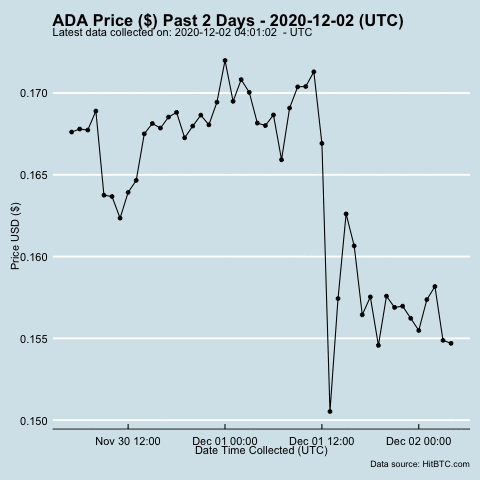 ADA Price ($) Past 2 Days - 2020-12-02 (UTC)
Latest data collected on: 2020-12-02 04:01:02 - UTC
0.170
0.165
0.160
0.155
0.150
Price USD ($)
Nov 30 12:00 Dec 01 00:00 Dec 01 12:00 Dec 02 00:00
Date Time Collected (UTC)
Data source: HitBTC.com